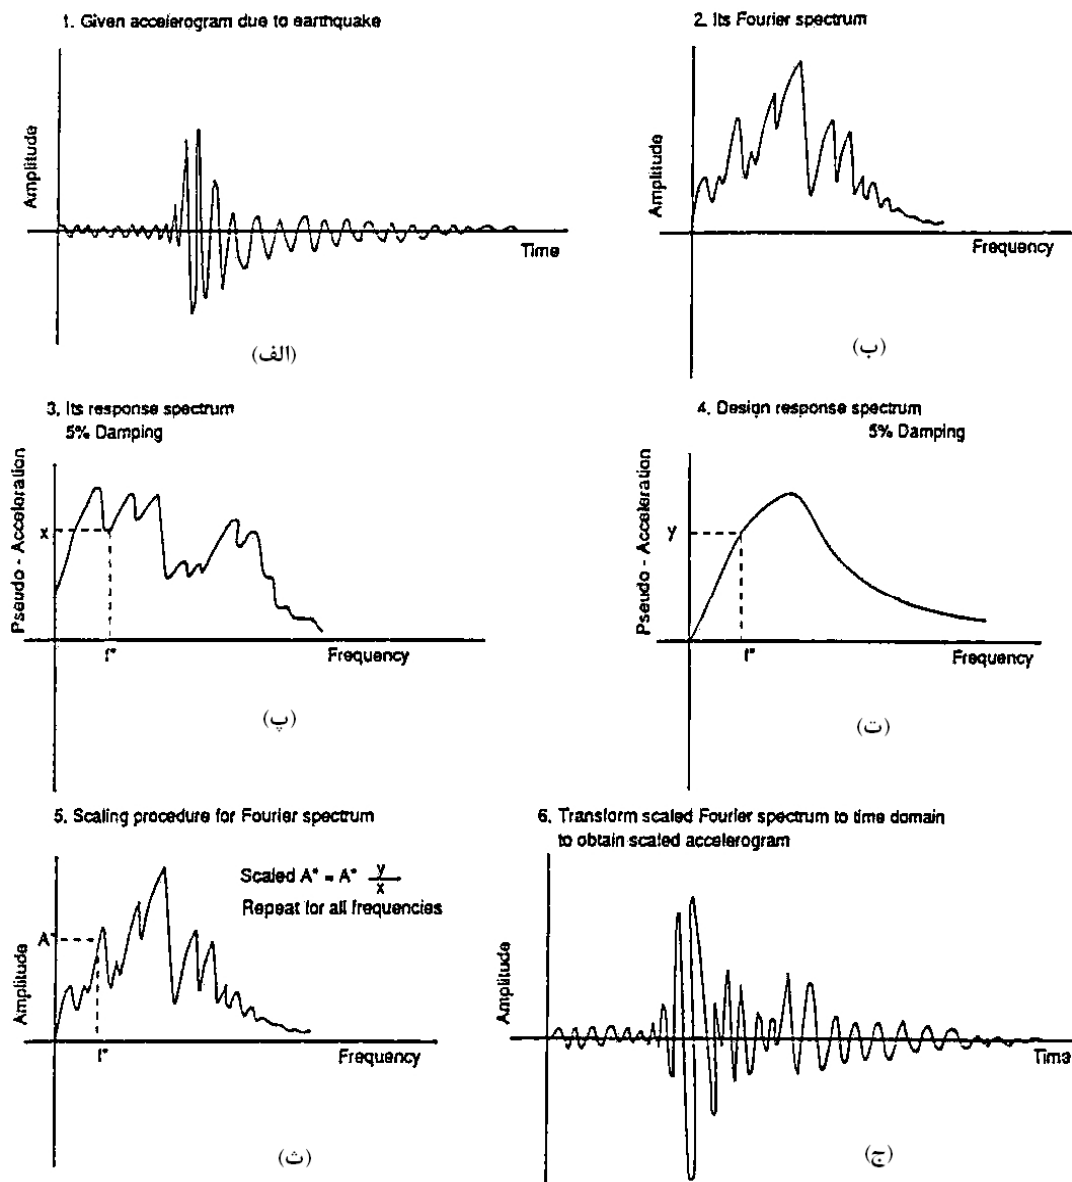 1. Given accelerogram due to earthquake
Amplitude
Time
(الف)
2. Its Fourier spectrum
Amplitude
Frequency
(ب)
3. Its response spectrum
5% Damping
Pseudo - Acceleration
x
f*
Frequency
(پ)
4. Design response spectrum
5% Damping
Pseudo - Acceleration
y
f*
Frequency
(ت)
5. Scaling procedure for Fourier spectrum
Scaled A* = A* y/x
Repeat for all frequencies
A*
Amplitude
f*
Frequency
(ث)
6. Transform scaled Fourier spectrum to time domain
to obtain scaled accelerogram
Amplitude
Time
(ج)